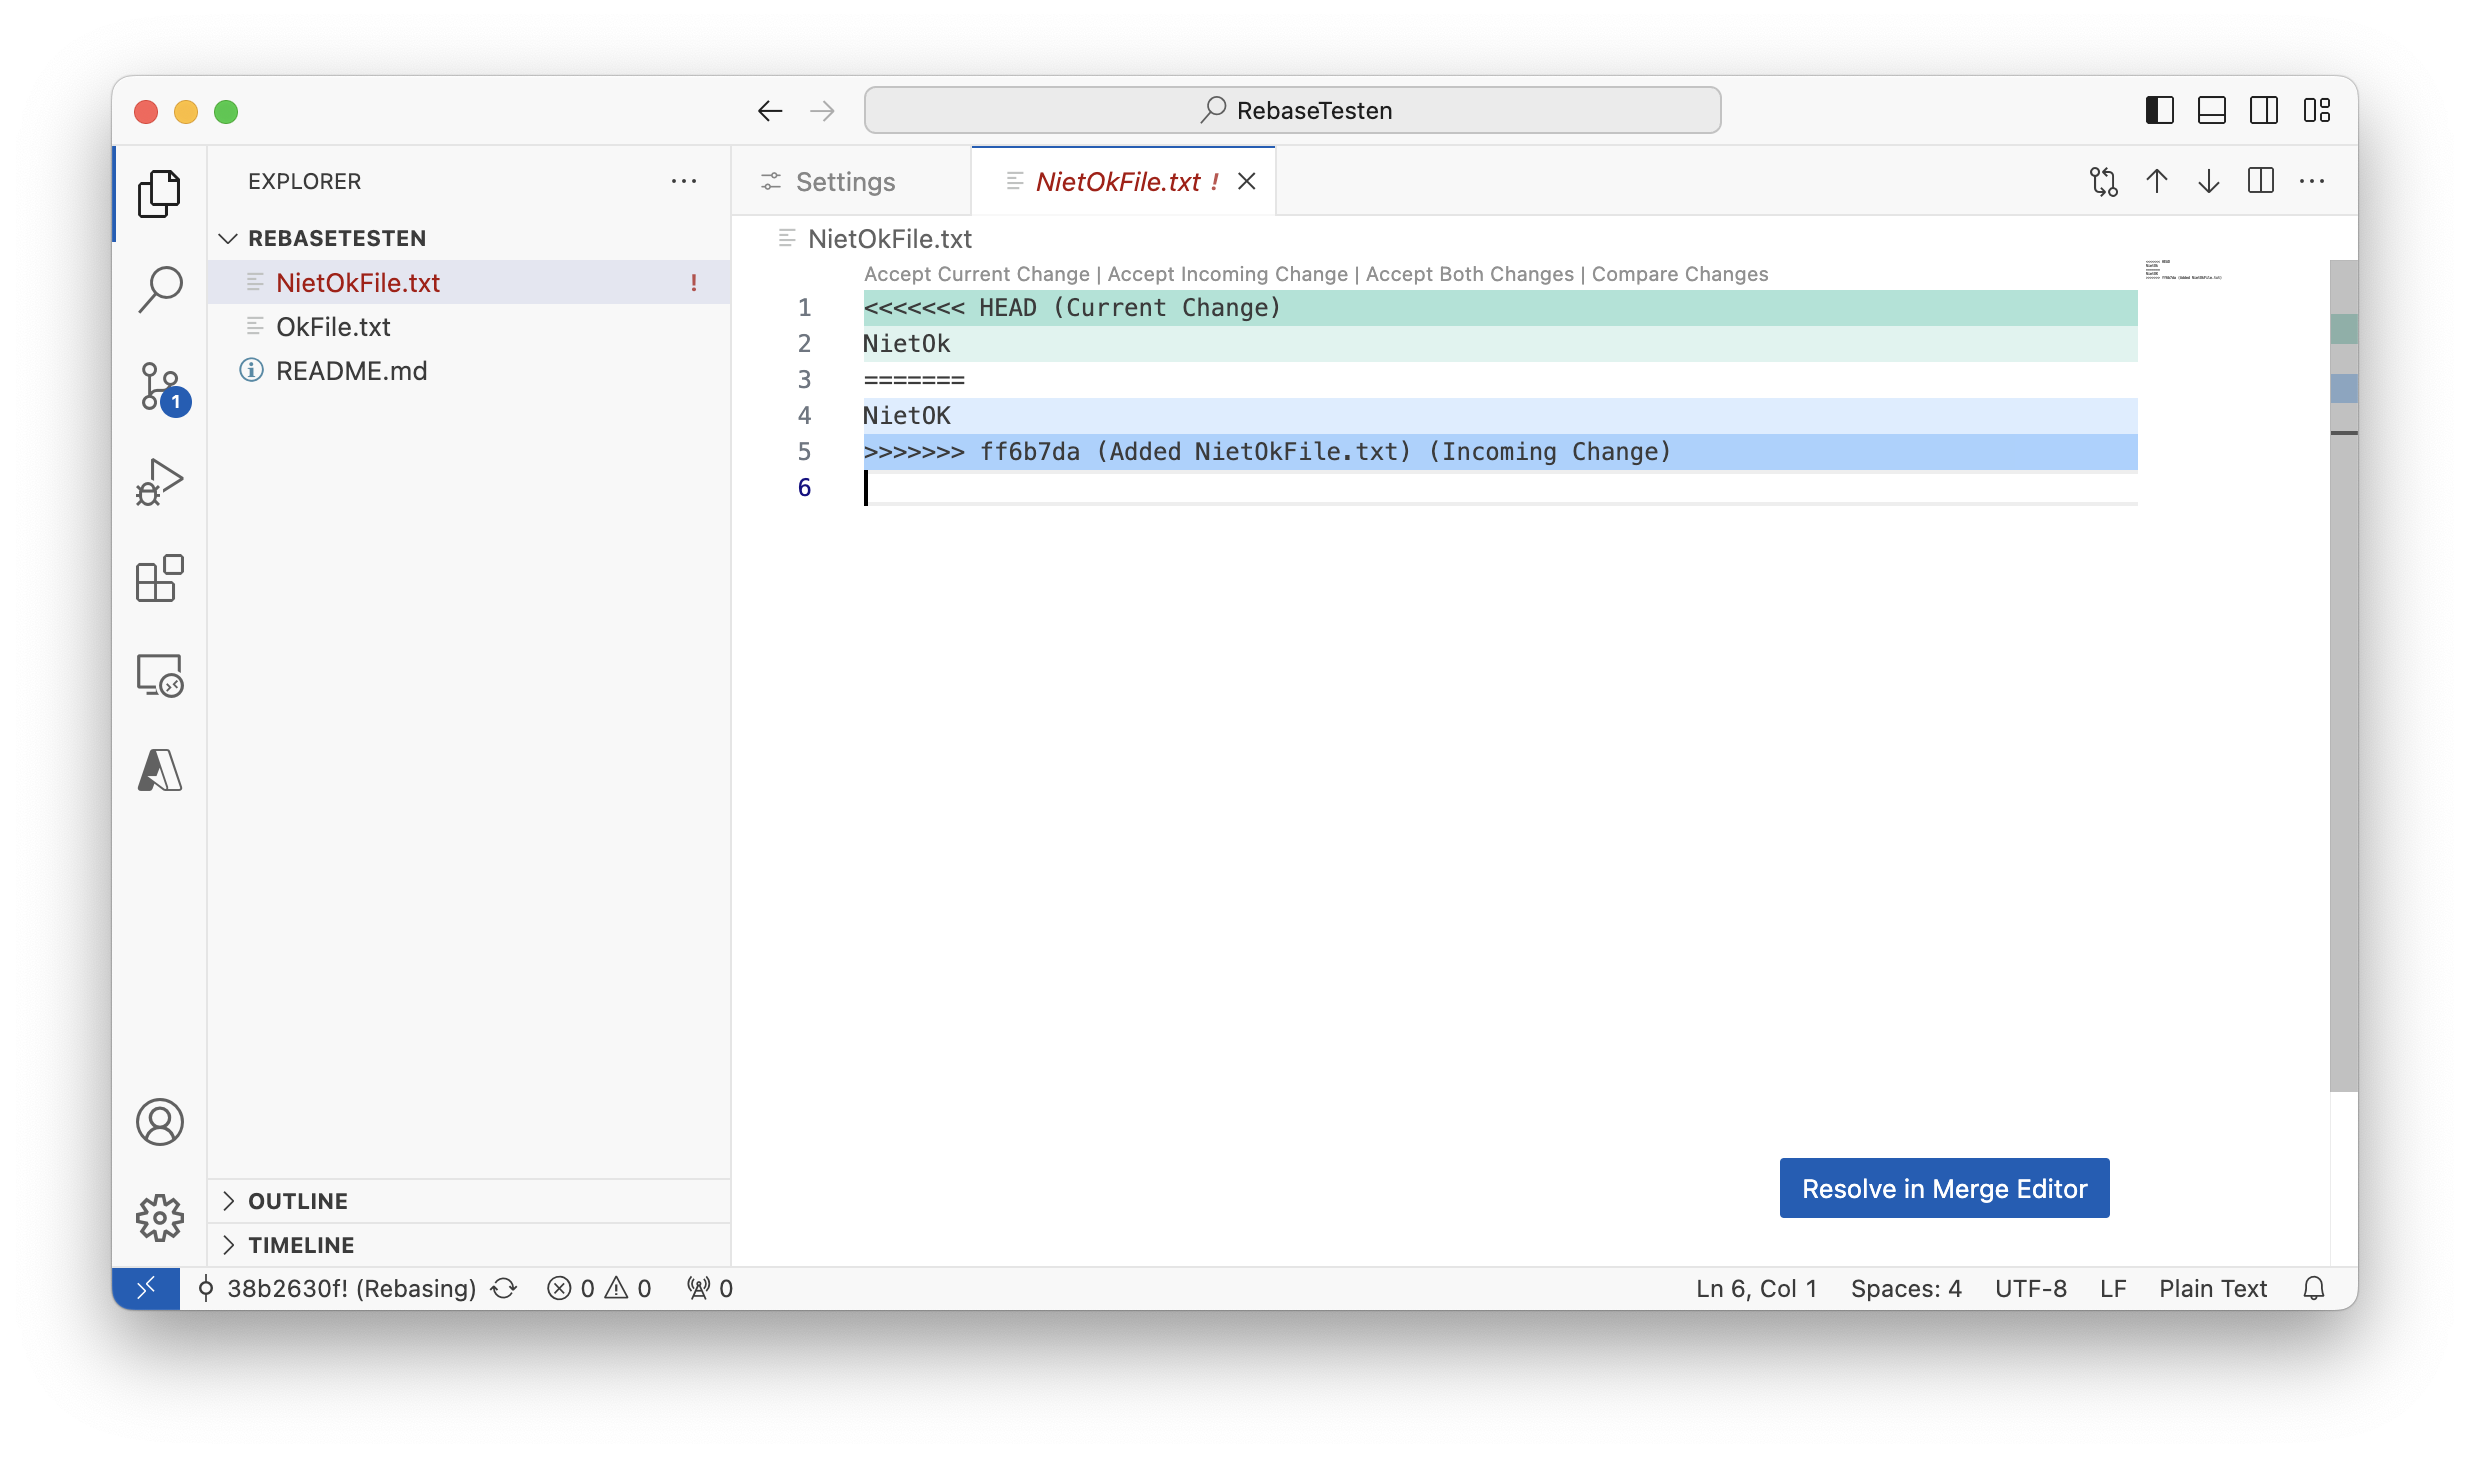 RebaseTesten
EXPLORER
REBASETESTEN
NietOkFile.txt !
OkFile.txt
README.md
1
OUTLINE
TIMELINE
Settings
NietOkFile.txt !
NietOkFile.txt
Accept Current Change | Accept Incoming Change | Accept Both Changes | Compare Changes
1 <<<<<<< HEAD (Current Change)
2 NietOk
3 =======
4 NietOK
5 >>>>>>> ff6b7da (Added NietOkFile.txt) (Incoming Change)
6
Resolve in Merge Editor
38b2630f! (Rebasing) 0 0 0 Ln 6, Col 1 Spaces: 4 UTF-8 LF Plain Text